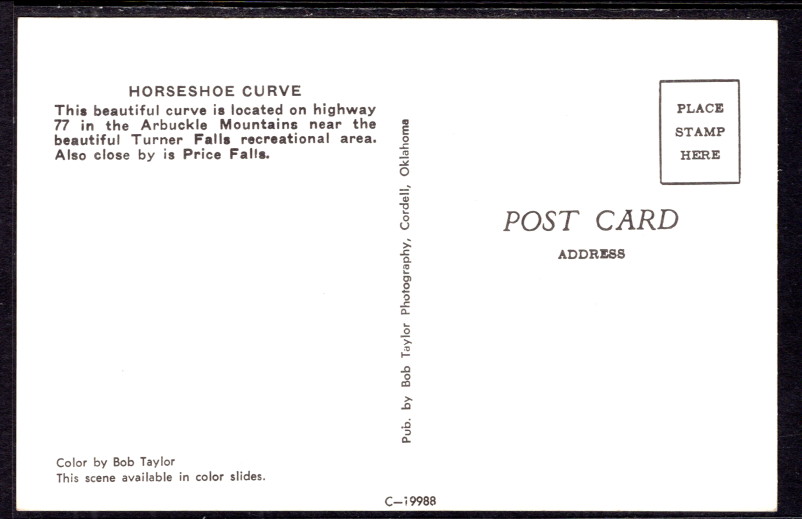 HORSESHOE CURVE
This beautiful curve is located on highway
77 in the Arbuckle Mountains near the
beautiful Turner Falls recreational area.
Also close by is Price Falls.
Color by Bob Taylor
This scene available in color slides.
Pub. by Bob Taylor Photography, Cordell, Oklahoma
C-19988
PLACE
STAMP
HERE
POST CARD
ADDRESS